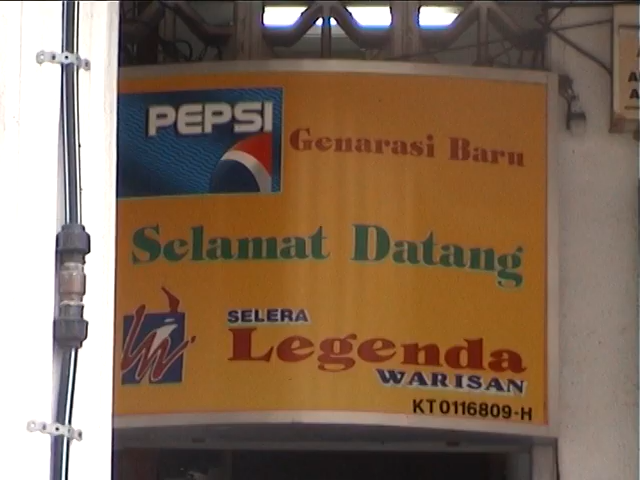 PEPSI
Genarasi Baru
Selamat Datang
SELERA
Legenda
WARISAN
KT0116809-H